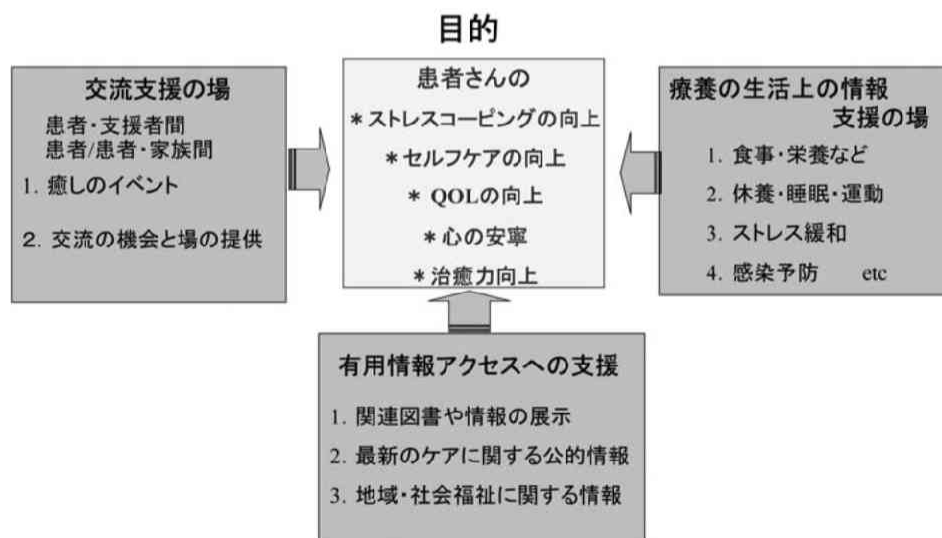 目的
交流支援の場
患者・支援者間
患者/患者・家族間
1. 癒しのイベント
２. 交流の機会と場の提供
患者さんの
＊ストレスコーピングの向上
＊セルフケアの向上
＊ QOLの向上
＊心の安寧
＊治癒力向上
療養の生活上の情報
支援の場
1. 食事・栄養など
2. 休養・睡眠・運動
3. ストレス緩和
4. 感染予防 etc
有用情報アクセスへの支援
1. 関連図書や情報の展示
2. 最新のケアに関する公的情報
3. 地域・社会福祉に関する情報